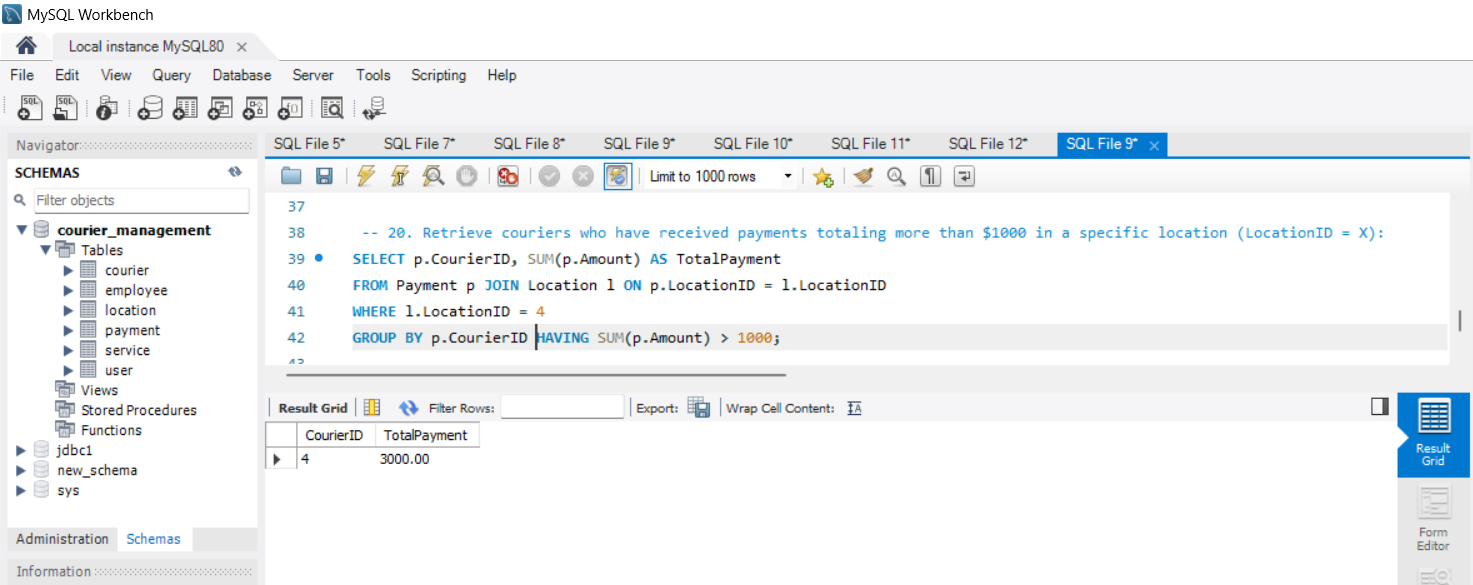 MySQL Workbench
Local instance MySQL80
File Edit View Query Database Server Tools Scripting Help
Navigator
SCHEMAS
Filter objects
courier_management
Tables
courier
employee
location
payment
service
user
Views
Stored Procedures
Functions
jdbc1
new_schema
sys
Administration Schemas
Information
SQL File 5* SQL File 7* SQL File 8* SQL File 9* SQL File 10* SQL File 11* SQL File 12* SQL File 9*
Limit to 1000 rows
37
38 -- 20. Retrieve couriers who have received payments totaling more than $1000 in a specific location (LocationID = X):
39 SELECT p.CourierID, SUM(p.Amount) AS TotalPayment
40 FROM Payment p JOIN Location l ON p.LocationID = l.LocationID
41 WHERE l.LocationID = 4
42 GROUP BY p.CourierID HAVING SUM(p.Amount) > 1000;
43
Result Grid Filter Rows: Export: Wrap Cell Content:
CourierID TotalPayment
4 3000.00
Result
Grid
Form
Editor